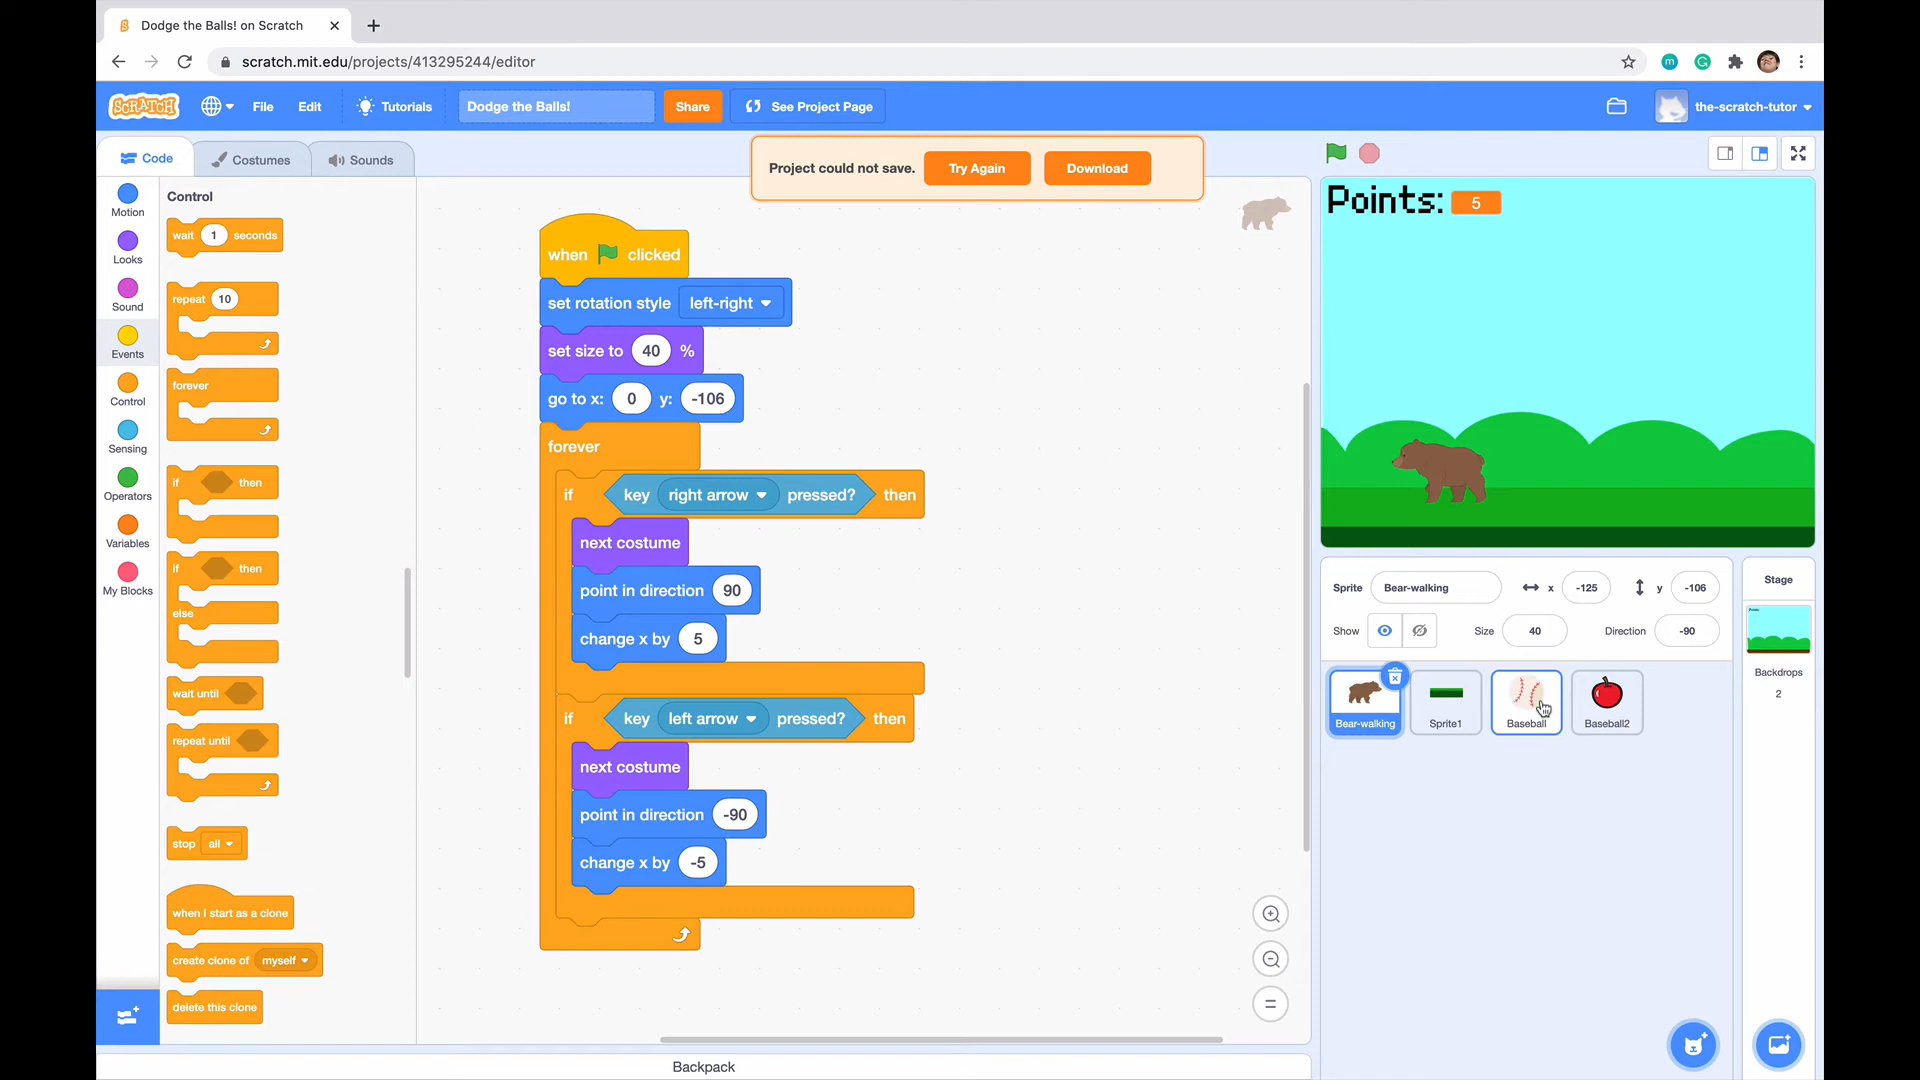 Dodge the Balls! on Scratch
scratch.mit.edu/projects/413295244/editor
SCRATCH File Edit Tutorials Dodge the Balls! Share See Project Page the-scratch-tutor
Code Costumes Sounds
Project could not save. Try Again Download
Motion
Looks
Sound
Events
Control
Sensing
Operators
Variables
My Blocks
Control
wait 1 seconds
repeat 10
forever
if then
if then
else
wait until
repeat until
stop all
when I start as a clone
create clone of myself
delete this clone
when clicked
set rotation style left-right
set size to 40 %
go to x: 0 y: -106
forever
if key right arrow pressed? then
next costume
point in direction 90
change x by 5
if key left arrow pressed? then
next costume
point in direction -90
change x by -5
Backpack
Points: 5
Sprite Bear-walking x -125 y -106
Show Size 40 Direction -90
Bear-walking Sprite1 Baseball Baseball2
Stage
Points:
Backdrops
2